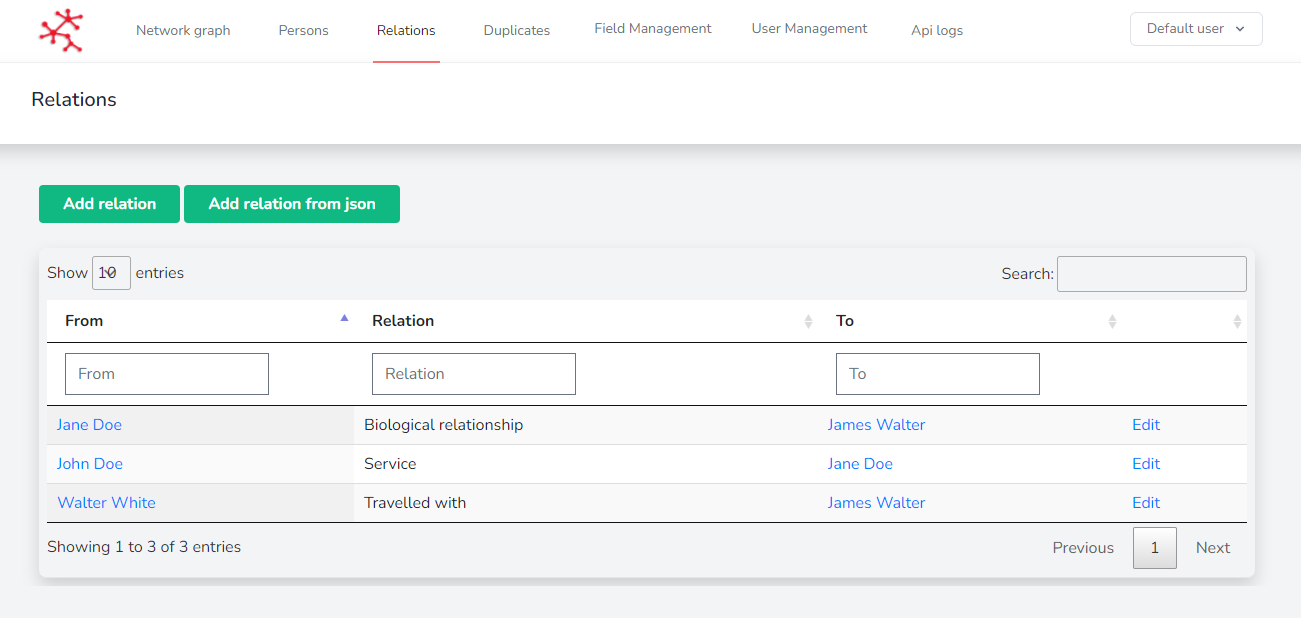 Network graph Persons Relations Duplicates Field Management User Management Api logs Default user
Relations
Add relation Add relation from json
Show 10 entries Search:
From Relation To
From Relation To
Jane Doe Biological relationship James Walter Edit
John Doe Service Jane Doe Edit
Walter White Travelled with James Walter Edit
Showing 1 to 3 of 3 entries Previous 1 Next